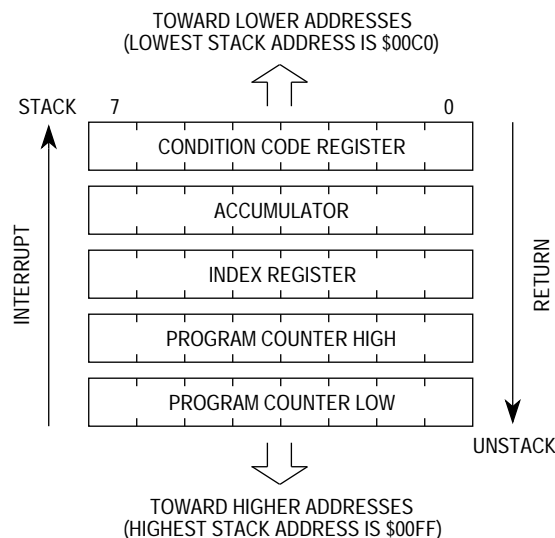 TOWARD LOWER ADDRESSES
(LOWEST STACK ADDRESS IS $00C0)
STACK
7
0
CONDITION CODE REGISTER
ACCUMULATOR
INDEX REGISTER
PROGRAM COUNTER HIGH
PROGRAM COUNTER LOW
INTERRUPT
RETURN
UNSTACK
TOWARD HIGHER ADDRESSES
(HIGHEST STACK ADDRESS IS $00FF)